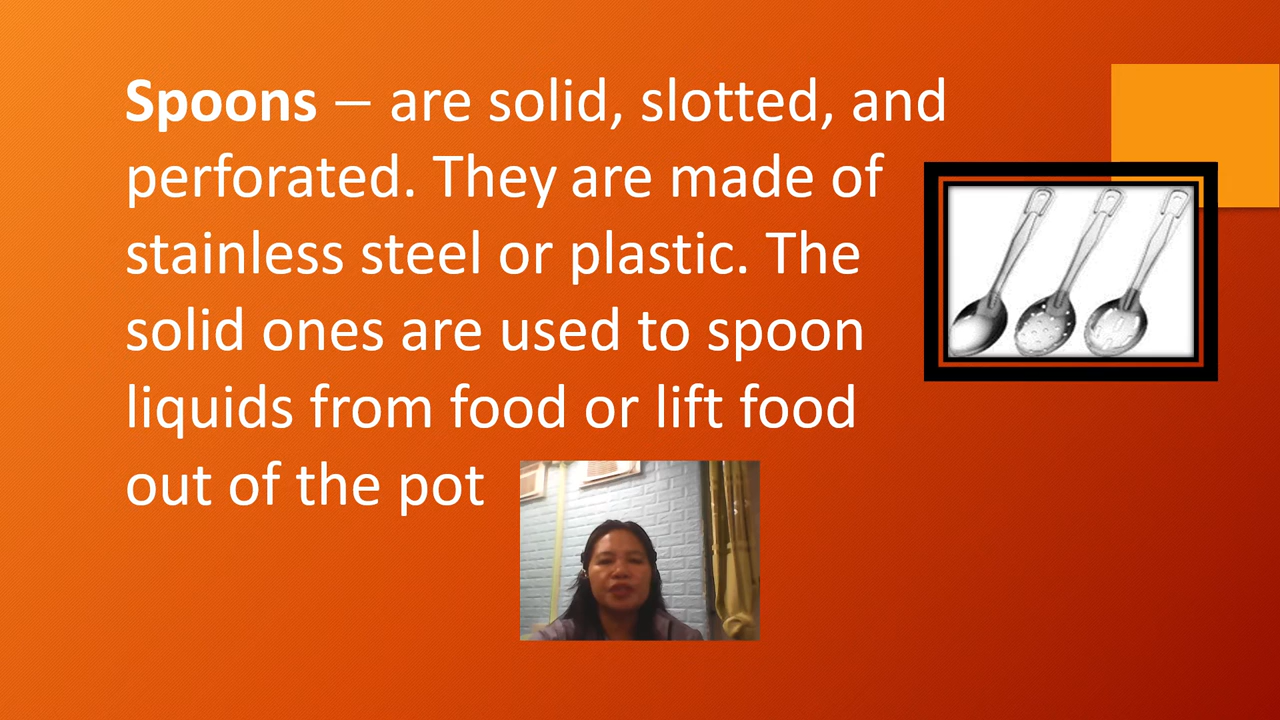 Spoons – are solid, slotted, and
perforated. They are made of
stainless steel or plastic. The
solid ones are used to spoon
liquids from food or lift food
out of the pot